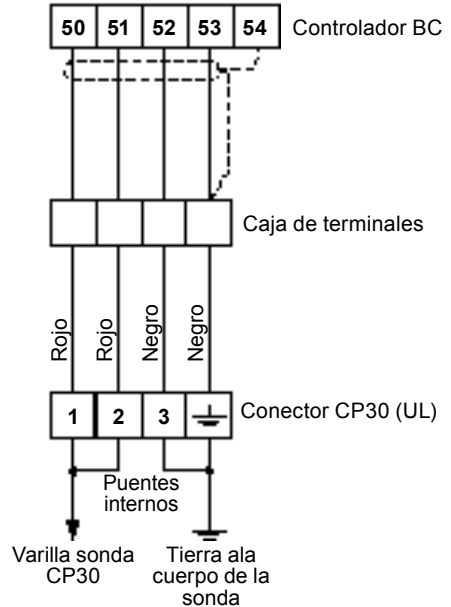 50 51 52 53 54 Controlador BC
Caja de terminales
Rojo Rojo Negro Negro
1 2 3 Conector CP30 (UL)
Puentes
internos
Varilla sonda
CP30
Tierra ala
cuerpo de la
sonda